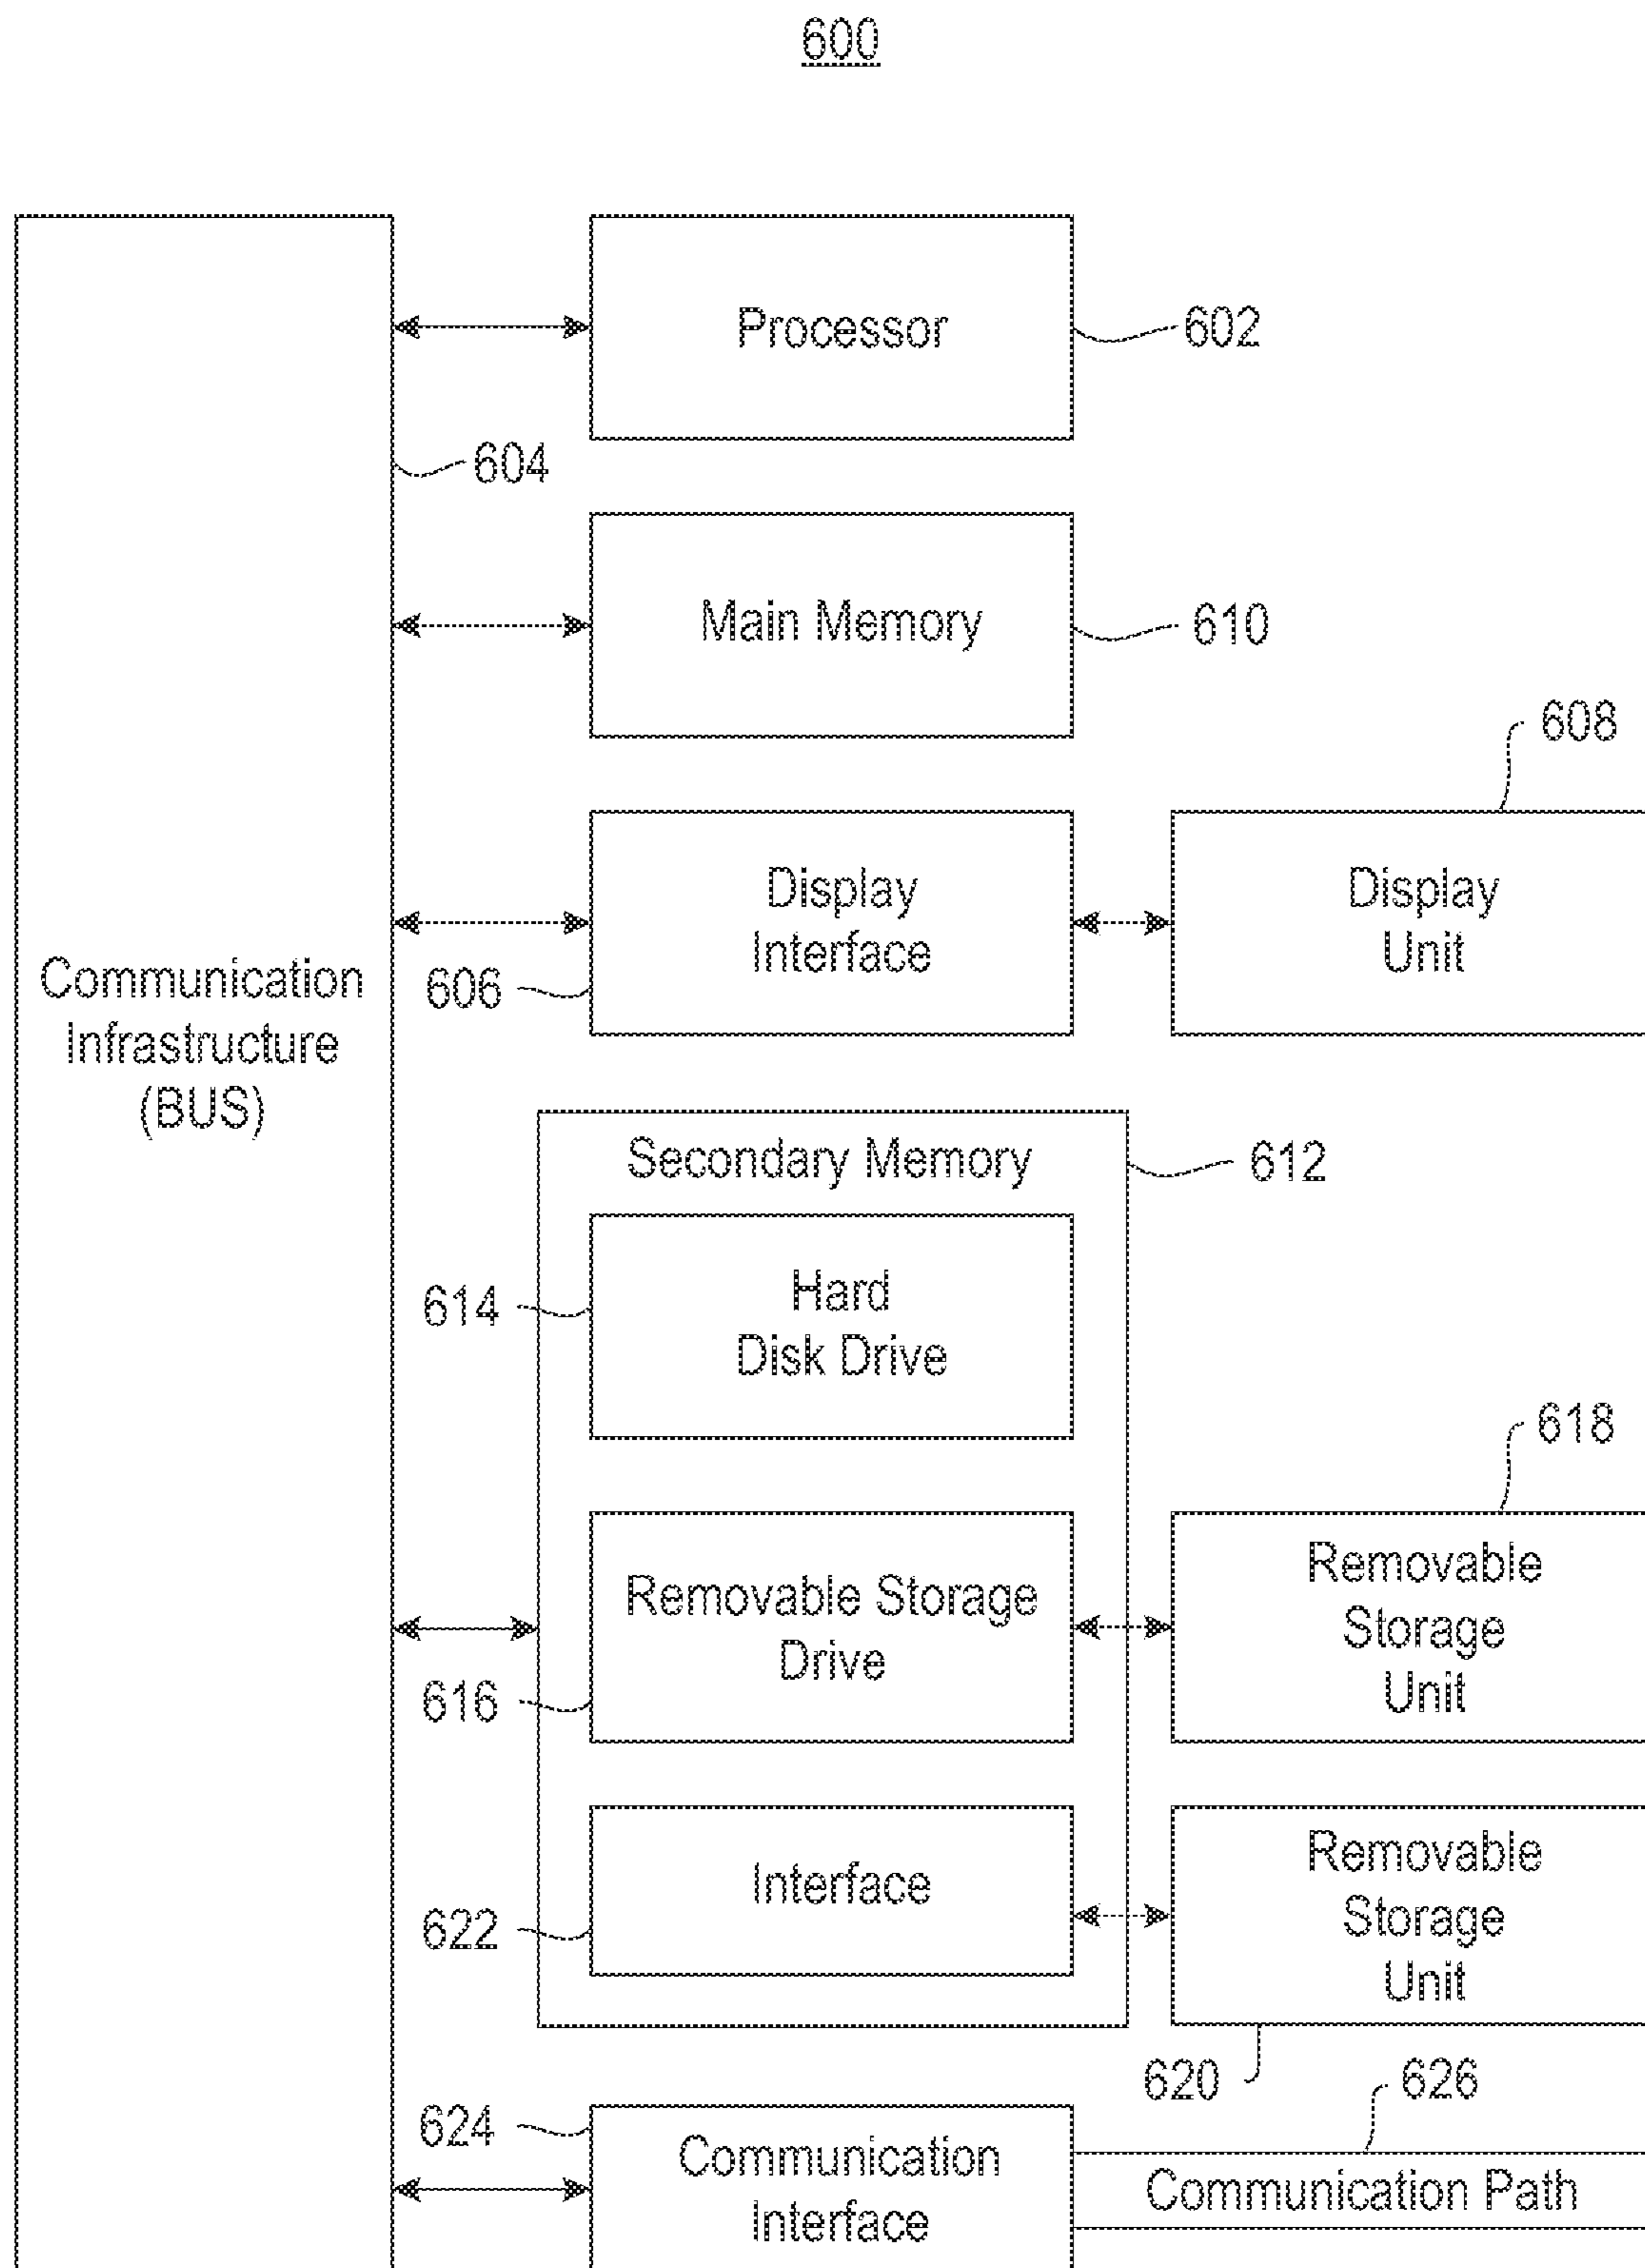 600
Processor
602
604
Main Memory
610
608
Display
Interface
606
Display
Unit
Communication
Infrastructure
(BUS)
Secondary Memory
612
614
Hard
Disk Drive
618
Removable Storage
Drive
616
Removable
Storage
Unit
Interface
622
Removable
Storage
Unit
620
626
624
Communication
Interface
Communication Path